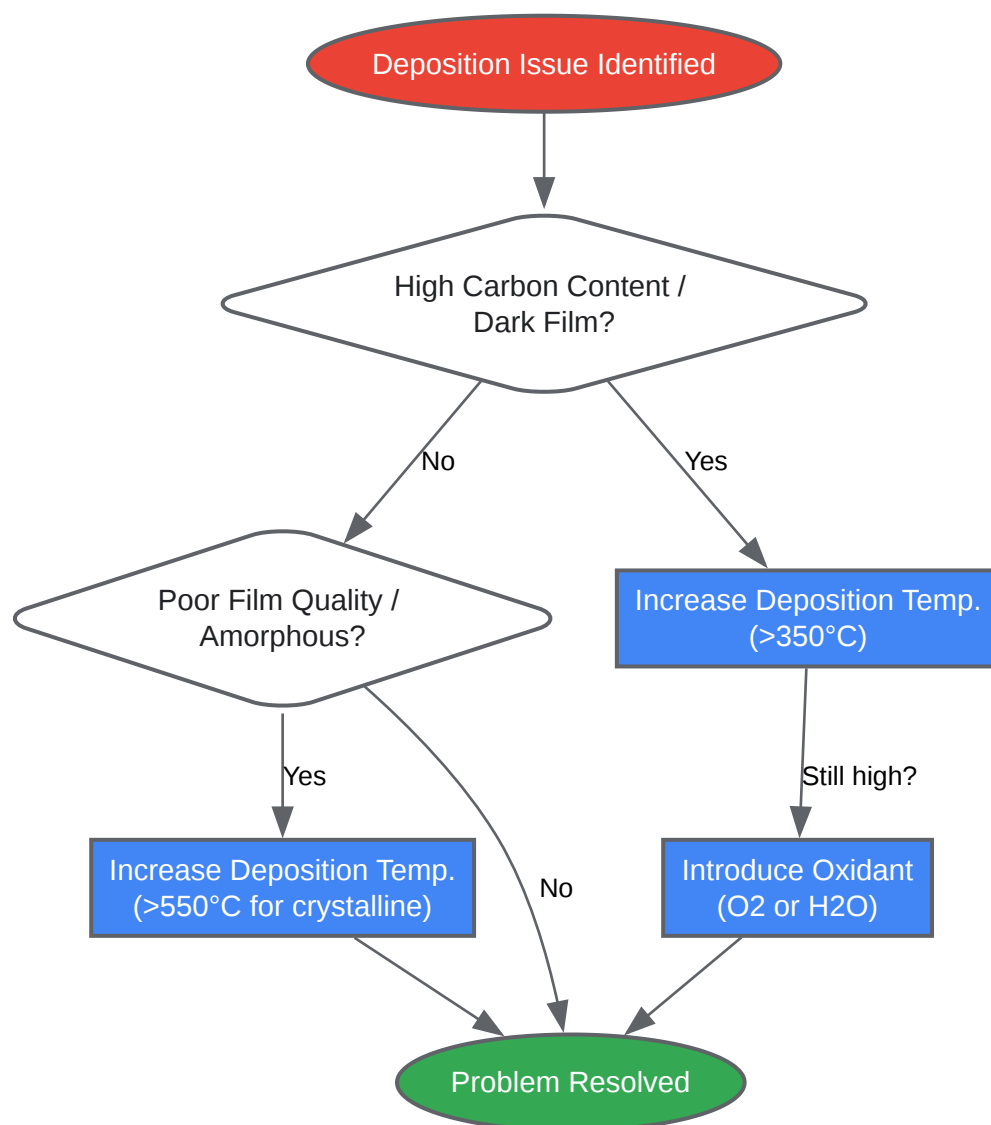 Deposition Issue Identified
High Carbon Content /
Dark Film?
No
Yes
Poor Film Quality /
Amorphous?
Increase Deposition Temp.
(>350°C)
Yes
Still high?
Increase Deposition Temp.
(>550°C for crystalline)
No
Introduce Oxidant
(O2 or H2O)
Problem Resolved